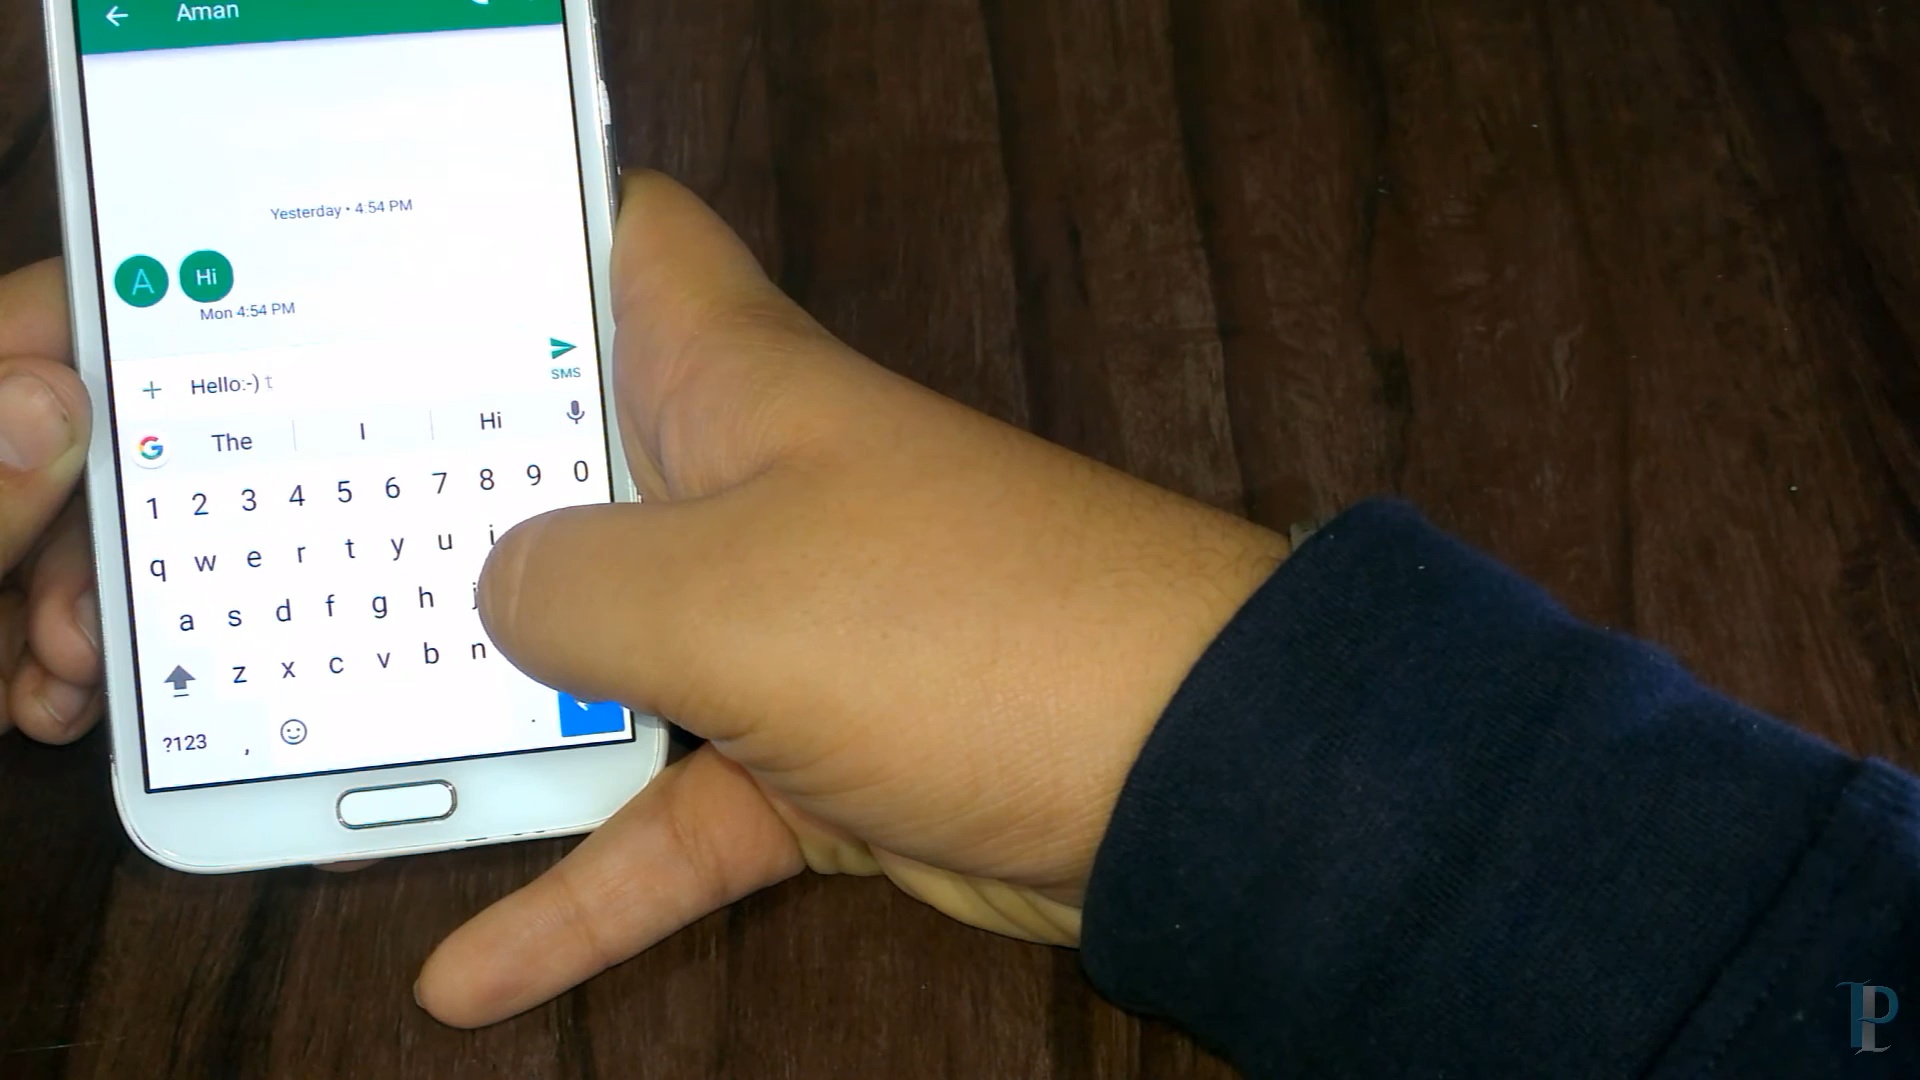 Aman
Yesterday • 4:54 PM
A
Hi
Mon 4:54 PM
Hello:-) t
SMS
G
The
I
Hi
1 2 3 4 5 6 7 8 9 0
q w e r t y u i
a s d f g h j
z x c v b n
?123 , .